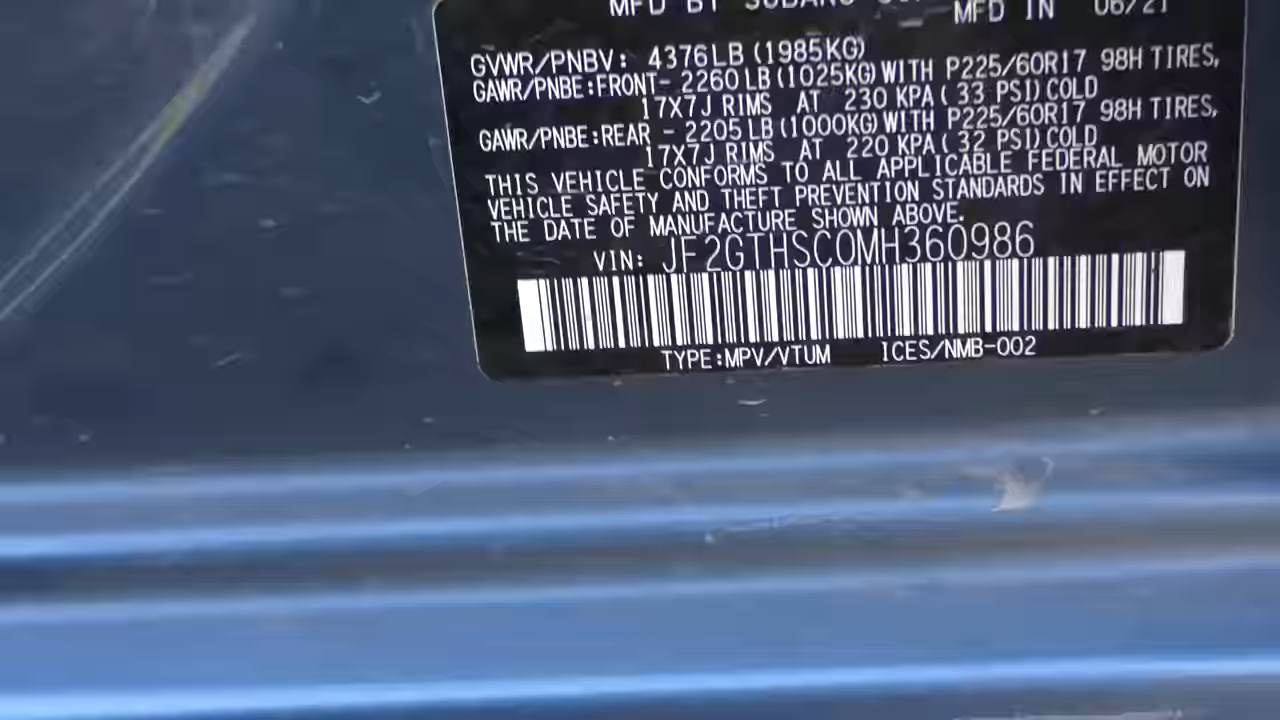 MFD BY SUBARU
MFD IN 06/21
GVWR/PNBV: 4376LB (1985KG)
GAWR/PNBE:FRONT- 2260LB (1025KG) WITH P225/60R17 98H TIRES,
17X7J RIMS AT 230 KPA( 33 PSI) COLD
GAWR/PNBE:REAR - 2205LB (1000KG) WITH P225/60R17 98H TIRES,
17X7J RIMS AT 220 KPA( 32 PSI) COLD
THIS VEHICLE CONFORMS TO ALL APPLICABLE FEDERAL MOTOR
VEHICLE SAFETY AND THEFT PREVENTION STANDARDS IN EFFECT ON
THE DATE OF MANUFACTURE SHOWN ABOVE.
VIN: JF2GTHSC0MH360986
TYPE:MPV/VTUM ICES/NMB-002